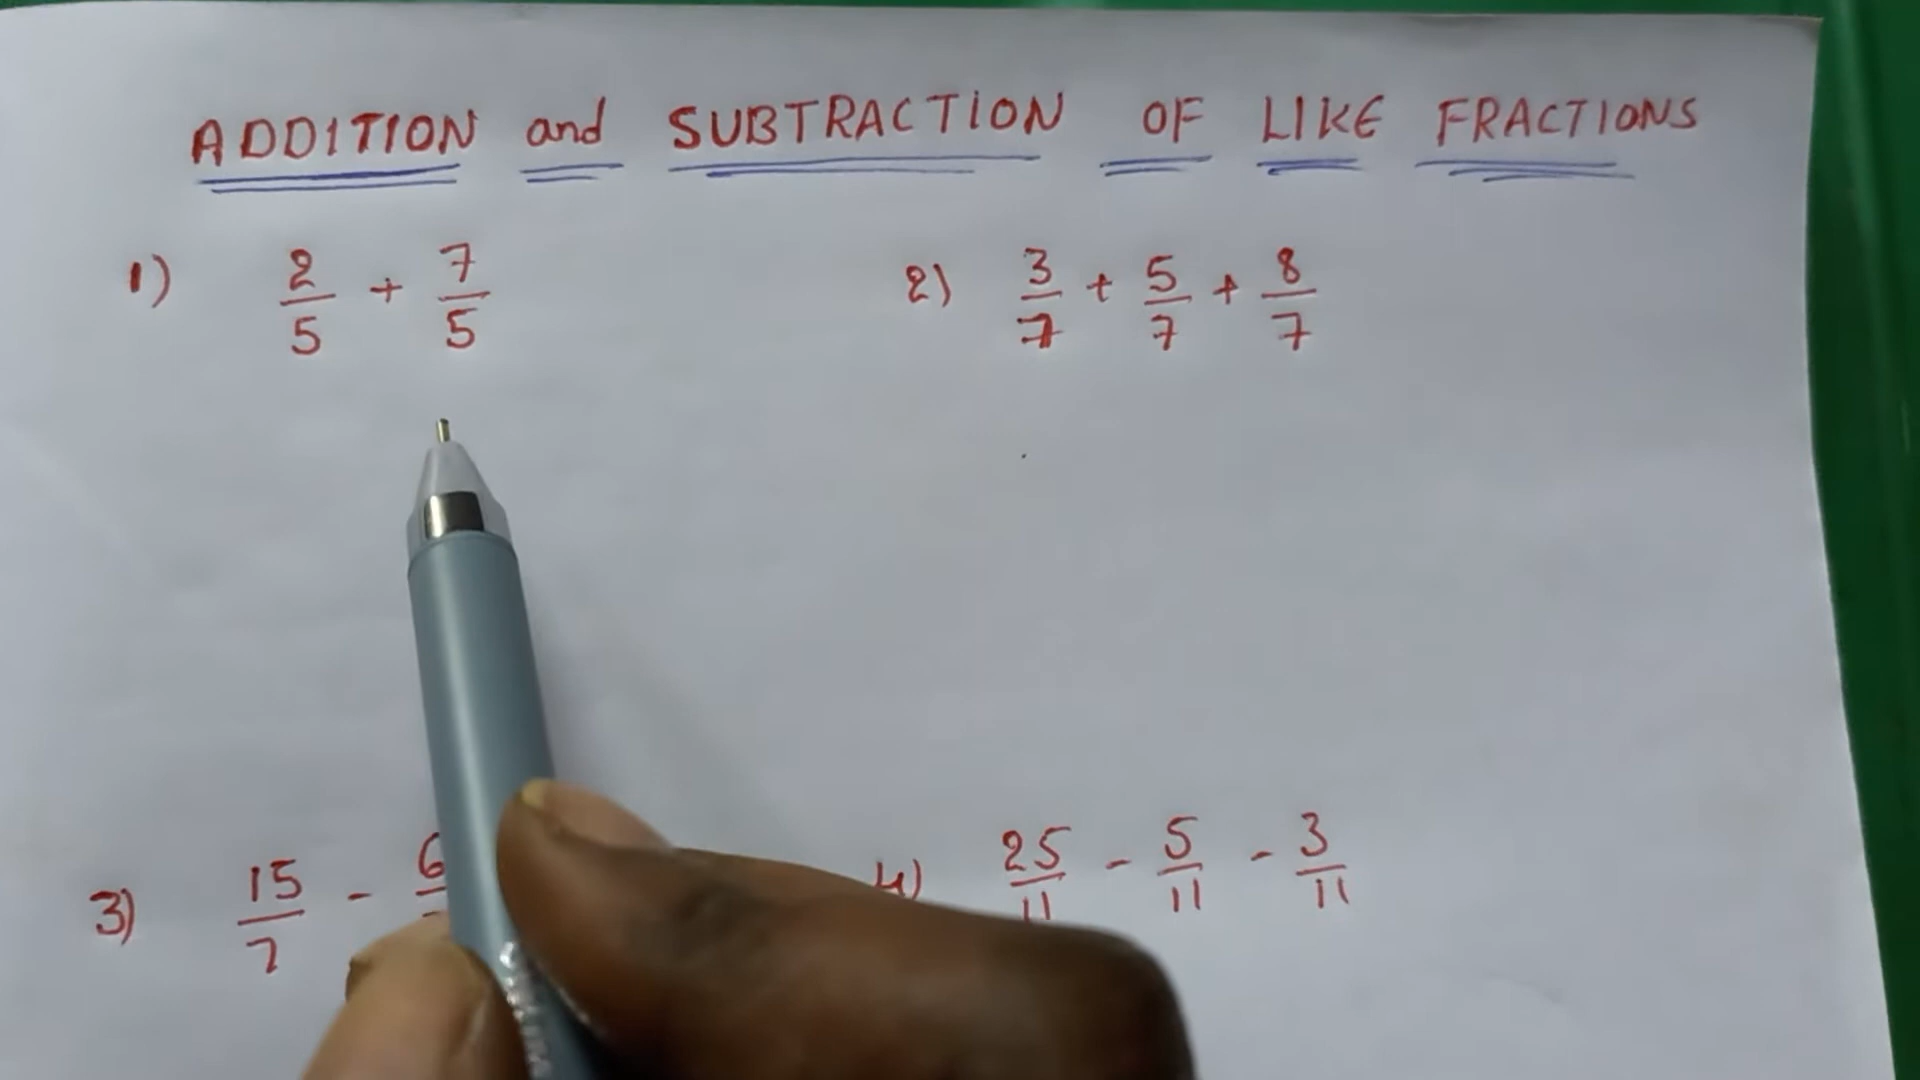 ADDITION and SUBTRACTION OF LIKE FRACTIONS
1) 2/5 + 7/5
2) 3/7 + 5/7 + 8/7
3) 15/7 - 6
4) 25/11 - 5/11 - 3/11